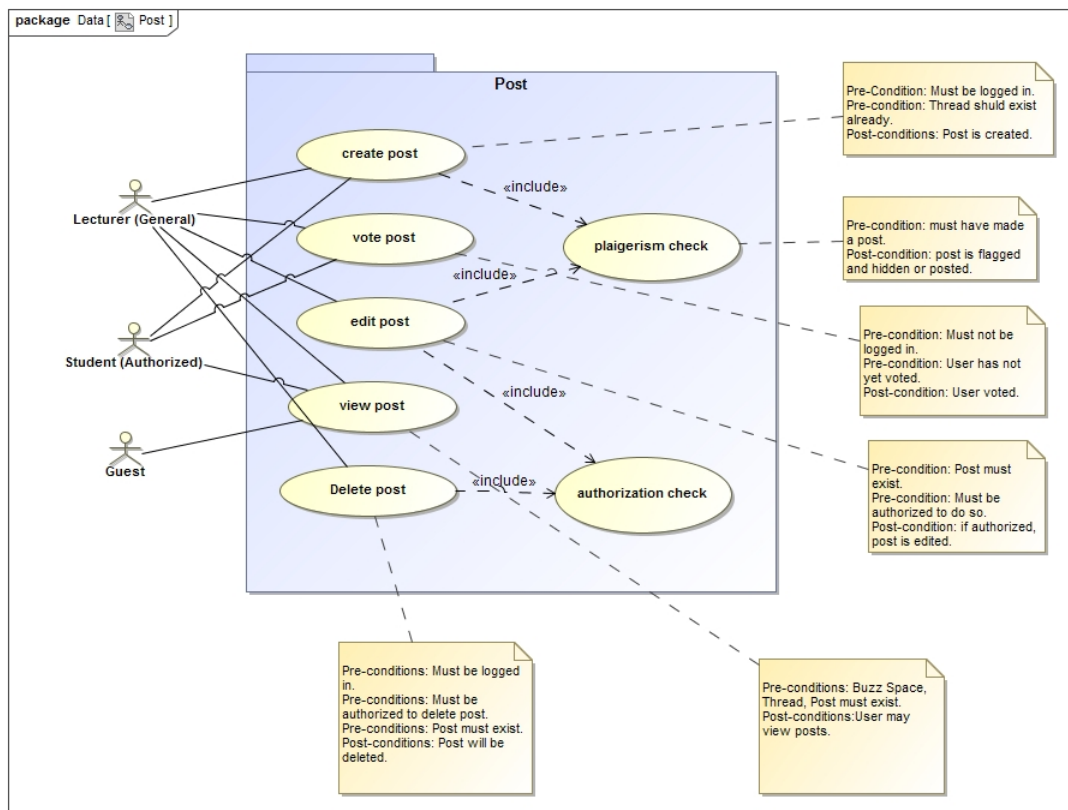 package Data [ Post ]
Post
create post
vote post
edit post
view post
Delete post
plaigerism check
authorization check
«include»
«include»
«include»
«include»
Lecturer (General)
Student (Authorized)
Guest
Pre-Condition: Must be logged in.
Pre-condition: Thread shuld exist
already.
Post-conditions: Post is created.
Pre-condition: must have made
a post.
Post-condition: post is flagged
and hidden or posted.
Pre-condition: Must not be
logged in.
Pre-condition: User has not
yet voted.
Post-condition: User voted.
Pre-condition: Post must
exist.
Pre-condition: Must be
authorized to do so.
Post-condition: if authorized,
post is edited.
Pre-conditions: Must be logged
in.
Pre-conditions: Must be
authorized to delete post.
Pre-conditions: Post must exist.
Post-conditions: Post will be
deleted.
Pre-conditions: Buzz Space,
Thread, Post must exist.
Post-conditions:User may
view posts.